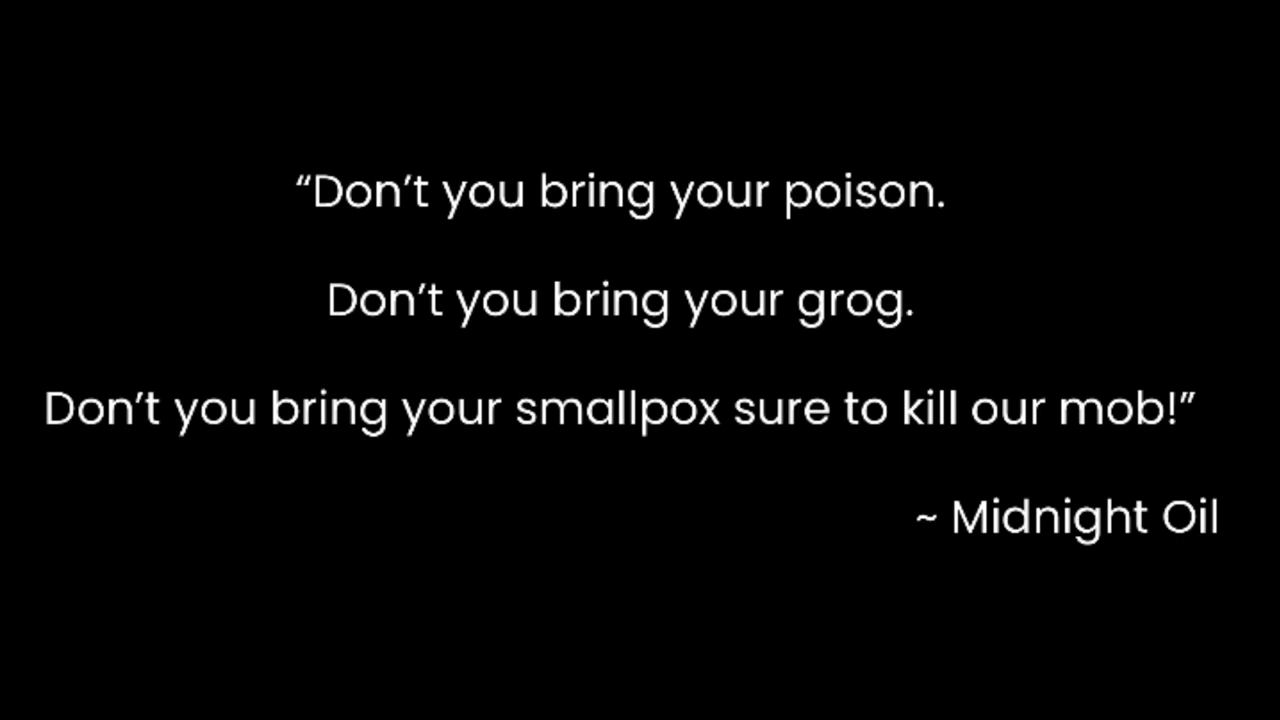 “Don’t you bring your poison.
Don’t you bring your grog.
Don’t you bring your smallpox sure to kill our mob!”
~ Midnight Oil